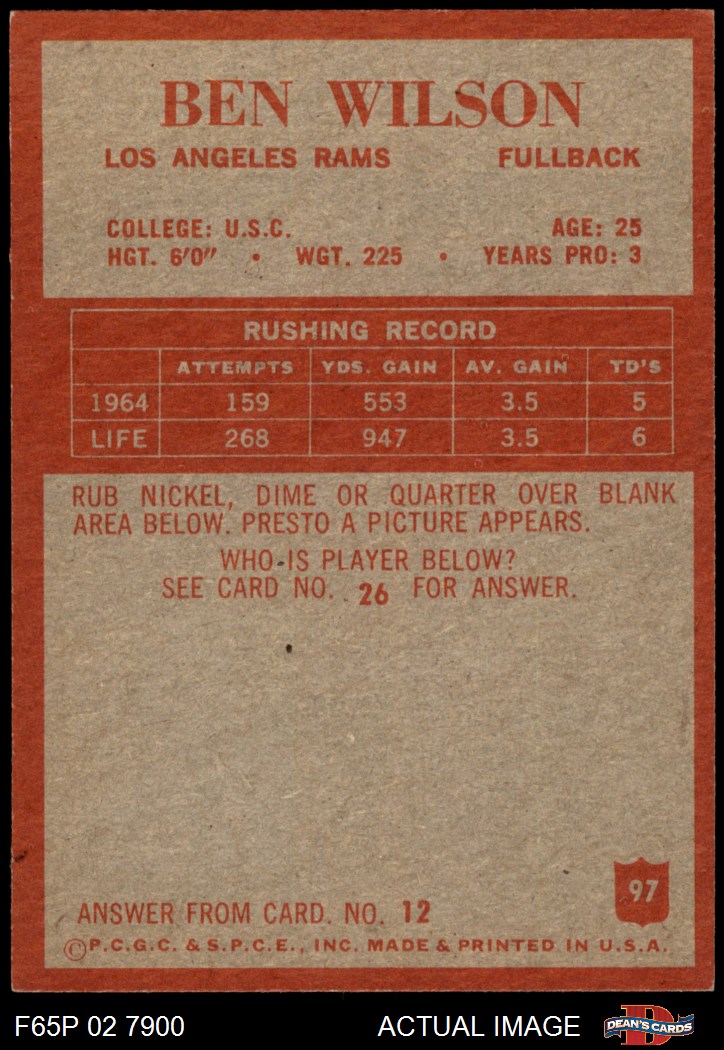 BEN WILSON
LOS ANGELES RAMS FULLBACK
COLLEGE: U.S.C. AGE: 25
HGT. 6'0" • WGT. 225 • YEARS PRO: 3
RUSHING RECORD
ATTEMPTS YDS. GAIN AV. GAIN TD'S
1964 159 553 3.5 5
LIFE 268 947 3.5 6
RUB NICKEL, DIME OR QUARTER OVER BLANK
AREA BELOW. PRESTO A PICTURE APPEARS.
WHO IS PLAYER BELOW?
SEE CARD NO. 26 FOR ANSWER.
97
ANSWER FROM CARD. NO. 12
©P.C.G.C. & S.P.C.E., INC. MADE & PRINTED IN U.S.A.
F65P 02 7900 ACTUAL IMAGE D DEAN'S CARDS